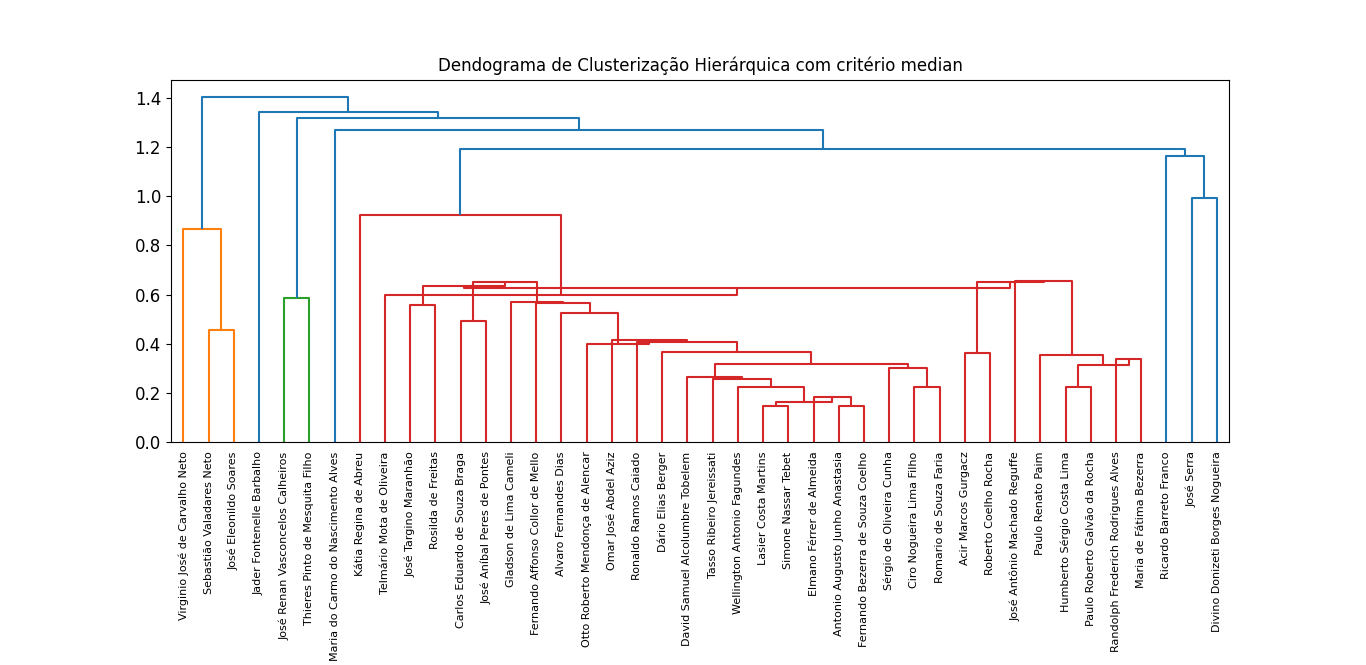 Dendograma de Clusterização Hierárquica com critério median
1.4
1.2
1.0
0.8
0.6
0.4
0.2
0.0
Virginio José de Carvalho Neto
Sebastião Valadares Neto
José Eleonildo Soares
Jader Fontenelle Barbalho
José Renan Vasconcelos Calheiros
Thieres Pinto de Mesquita Filho
Maria do Carmo do Nascimento Alves
Kátia Regina de Abreu
Telmário Mota de Oliveira
José Targino Maranhão
Rosilda de Freitas
Carlos Eduardo de Souza Braga
José Aníbal Peres de Pontes
Gladson de Lima Cameli
Fernando Affonso Collor de Mello
Alvaro Fernandes Dias
Otto Roberto Mendonça de Alencar
Omar José Abdel Aziz
Ronaldo Ramos Caiado
Dário Elias Berger
David Samuel Alcolumbre Tobelem
Tasso Ribeiro Jereissati
Wellington Antonio Fagundes
Lasier Costa Martins
Simone Nassar Tebet
Elmano Férrer de Almeida
Antonio Augusto Junho Anastasia
Fernando Bezerra de Souza Coelho
Sérgio de Oliveira Cunha
Ciro Nogueira Lima Filho
Romario de Souza Faria
Acir Marcos Gurgacz
Roberto Coelho Rocha
José Antônio Machado Reguffe
Paulo Renato Paim
Humberto Sérgio Costa Lima
Paulo Roberto Galvão da Rocha
Randolph Frederich Rodrigues Alves
Maria de Fátima Bezerra
Ricardo Barreto Franco
José Serra
Divino Donizeti Borges Nogueira